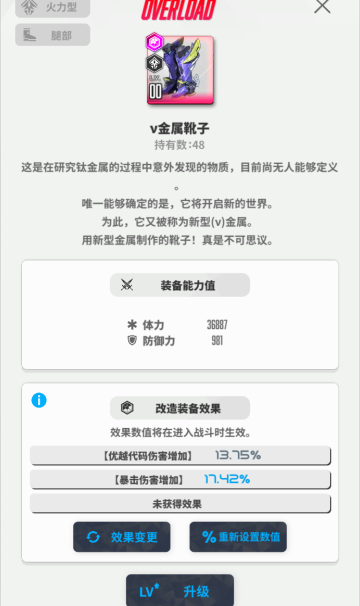 火力型
OVERLOAD
腿部
LV.
00
ν金属靴子
持有数:48
这是在研究钛金属的过程中意外发现的物质，目前尚无人能够定义
。
唯一能够确定的是，它将开启新的世界。
为此，它又被称为新型(ν)金属。
用新型金属制作的靴子！真是不可思议。
装备能力值
体力 36887
防御力 981
改造装备效果
效果数值将在进入战斗时生效。
【优越代码伤害增加】 13.75%
【暴击伤害增加】 17.42%
未获得效果
效果变更
%重新设置数值
LV 升级